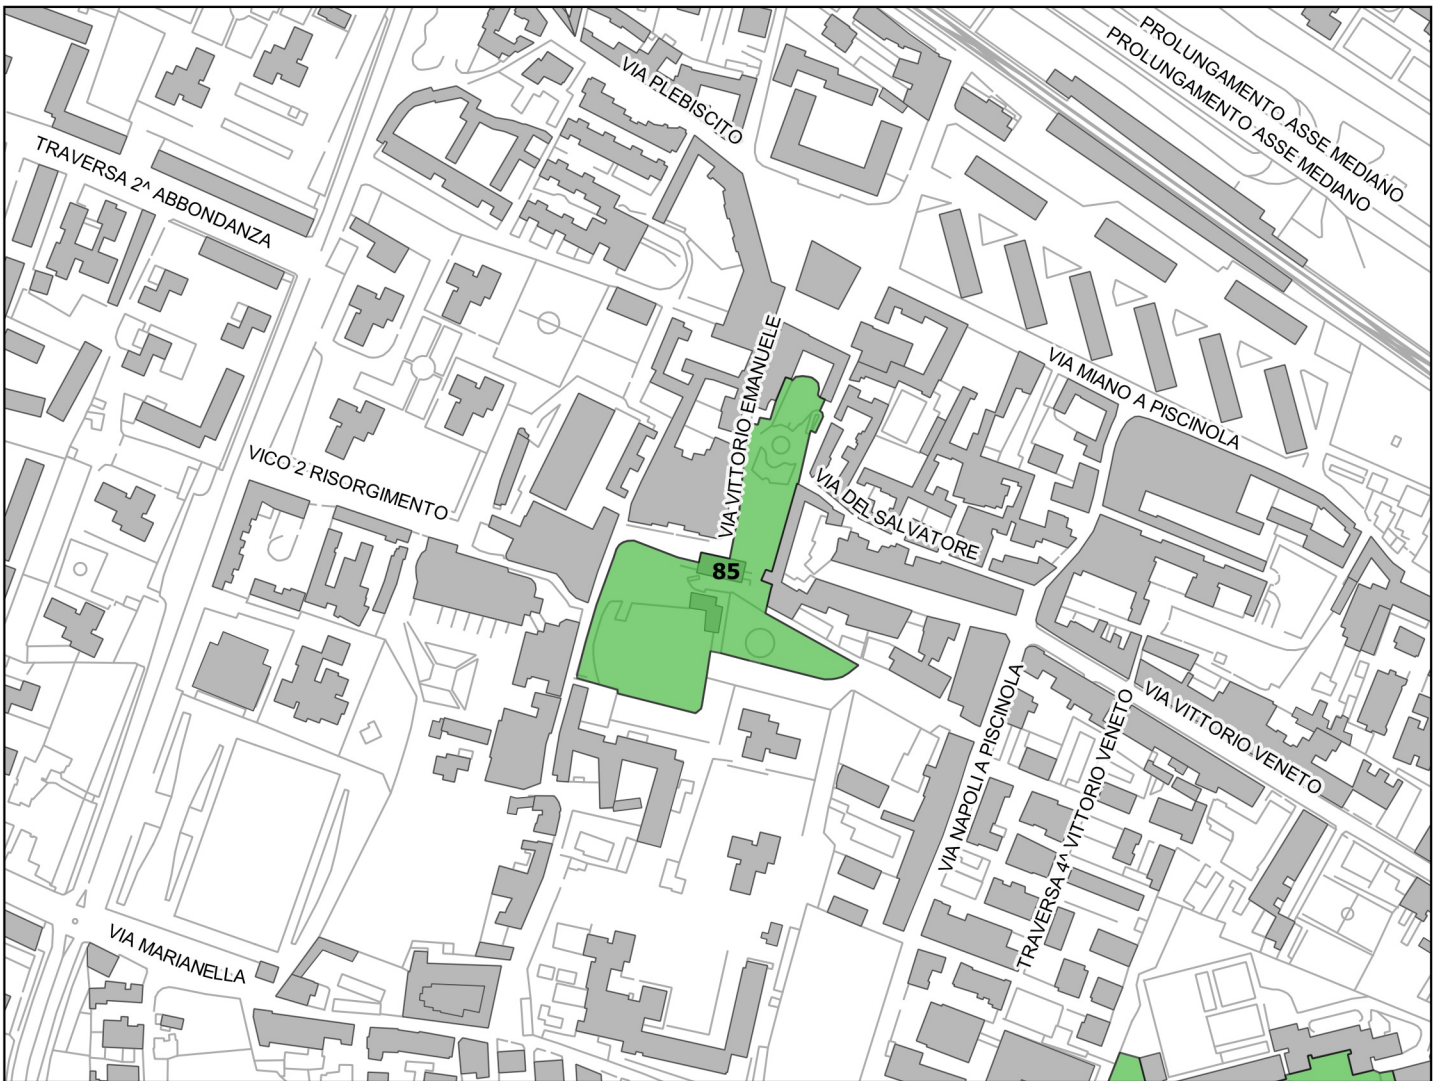 PROLUNGAMENTO ASSE MEDIANO
PROLUNGAMENTO ASSE MEDIANO
VIA PLEBISCITO
TRAVERSA 2^ ABBONDANZA
VIA VITTORIO EMANUELE
VIA MIANO A PISCINOLA
VICO 2 RISORGIMENTO
VIA DEL SALVATORE
85
VIA NAPOLI A PISCINOLA
TRAVERSA 4^ VITTORIO VENETO
VIA VITTORIO VENETO
VIA MARIANELLA